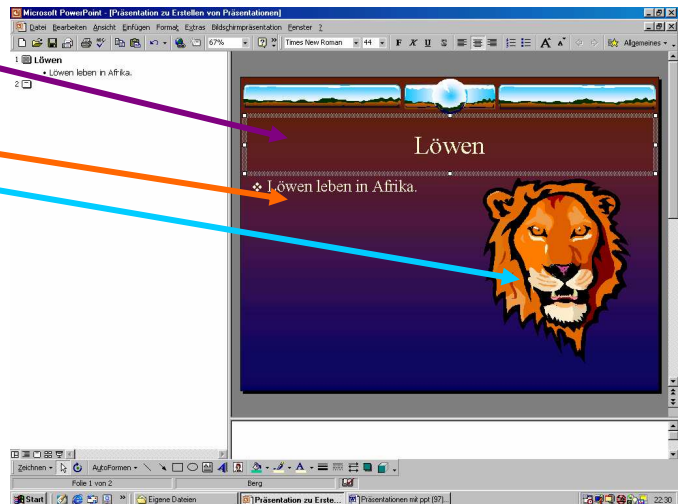 Microsoft PowerPoint - [Präsentation zu Erstellen von Präsentationen]
Datei Bearbeiten Ansicht Einfügen Format Extras Bildschirmpräsentation Fenster ?
67% Times New Roman 44 F K U S Allgemeines
1 Löwen
• Löwen leben in Afrika.
2
Löwen
❖ Löwen leben in Afrika.
Zeichnen AutoFormen
Folie 1 von 2 Berg
Start Eigene Dateien Präsentation zu Erste... Präsentationen mit ppt [97]... 22:30